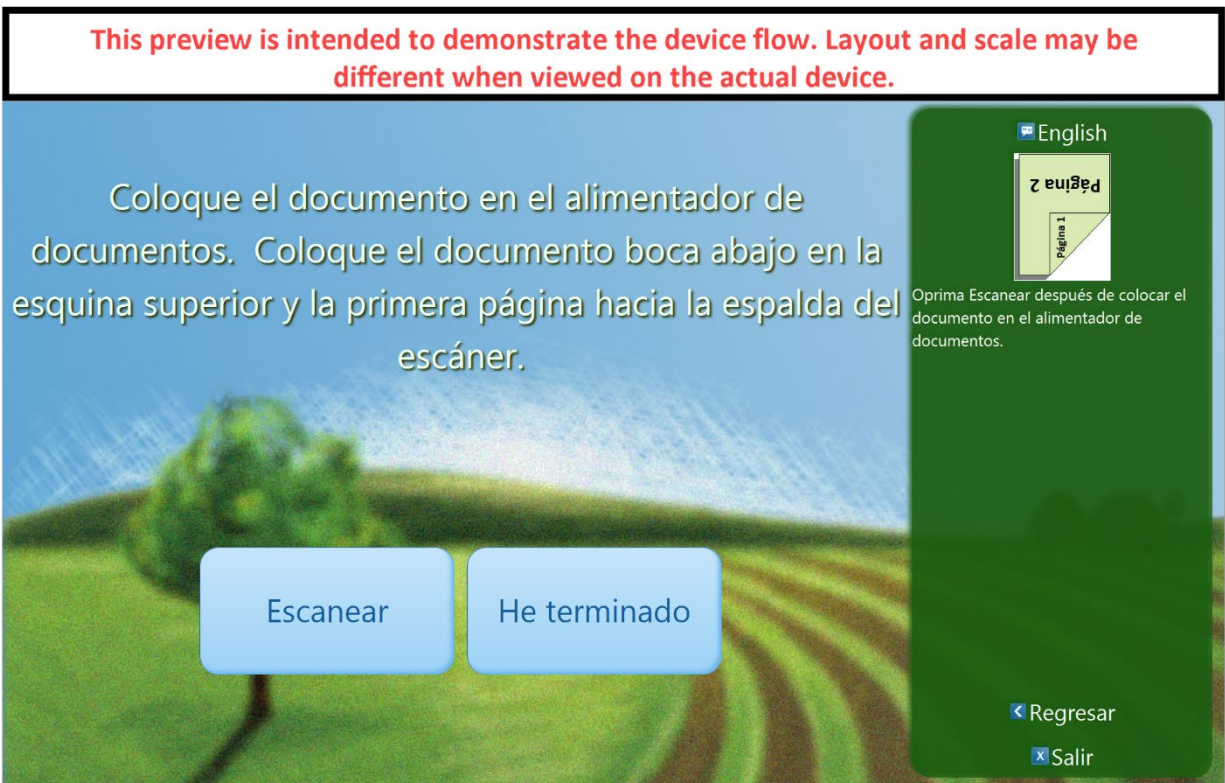 This preview is intended to demonstrate the device flow. Layout and scale may be
different when viewed on the actual device.
Coloque el documento en el alimentador de
documentos.  Coloque el documento boca abajo en la
esquina superior y la primera página hacia la espalda del
escáner.
Escanear
He terminado
English
Página 2
Página 1
Oprima Escanear después de colocar el
documento en el alimentador de
documentos.
Regresar
Salir